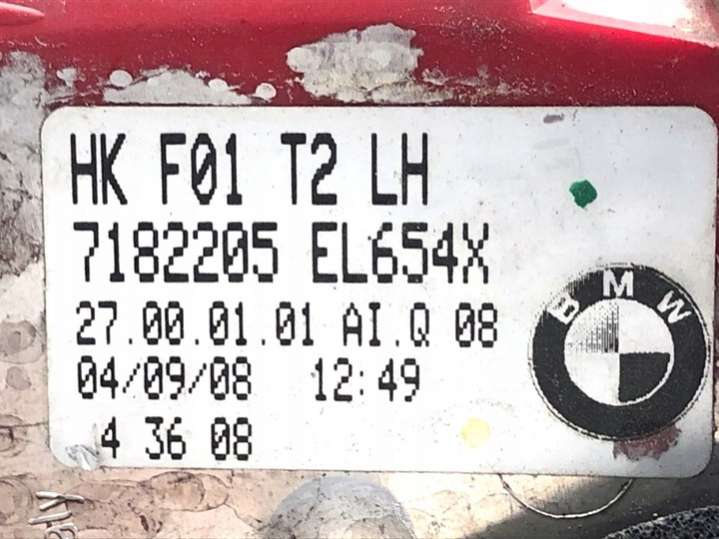 HK F01 T2 LH
7182205 EL654X
27.00.01.01 AI.Q 08
04/09/08 12:49
4 36 08
BMW